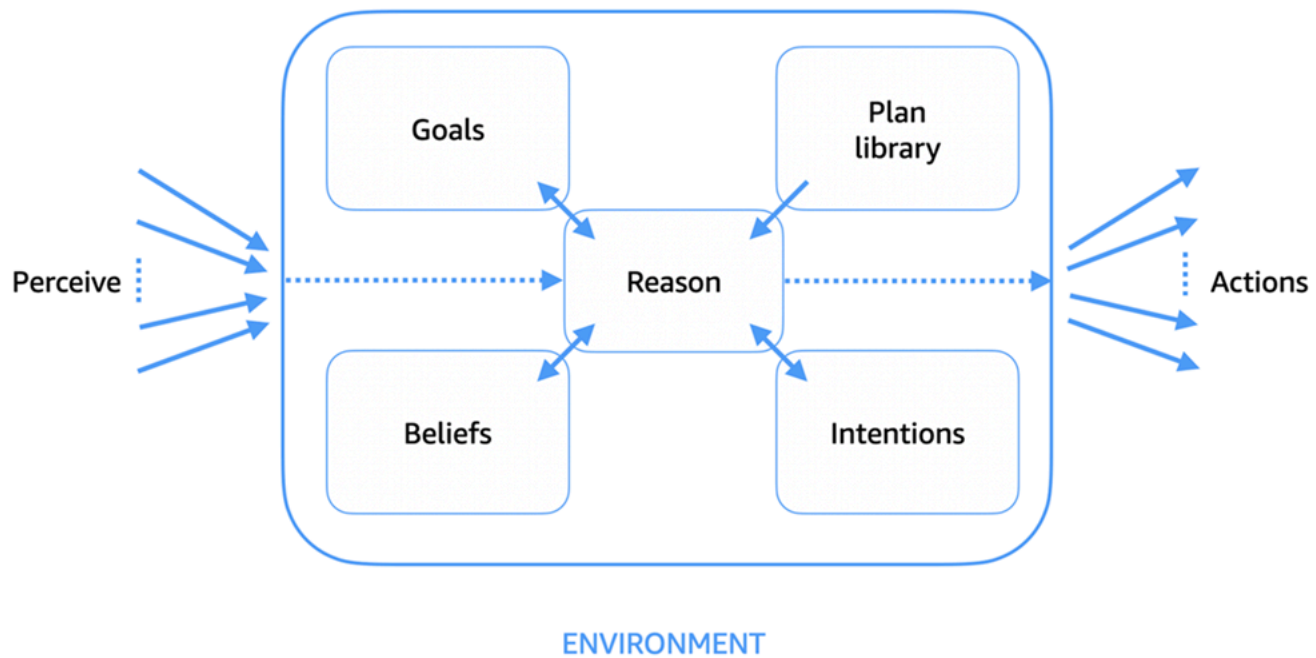 Goals
Plan
library
Perceive
Reason
Actions
Beliefs
Intentions
ENVIRONMENT